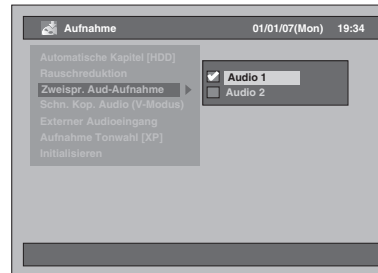 Aufnahme 01/01/07(Mon) 19:34
Automatische Kapitel [HDD]
Rauschreduktion
Zweispr. Aud-Aufnahme
Schn. Kop. Audio (V-Modus)
Externer Audioeingang
Aufnahme Tonwahl [XP]
Initialisieren
Audio 1
Audio 2